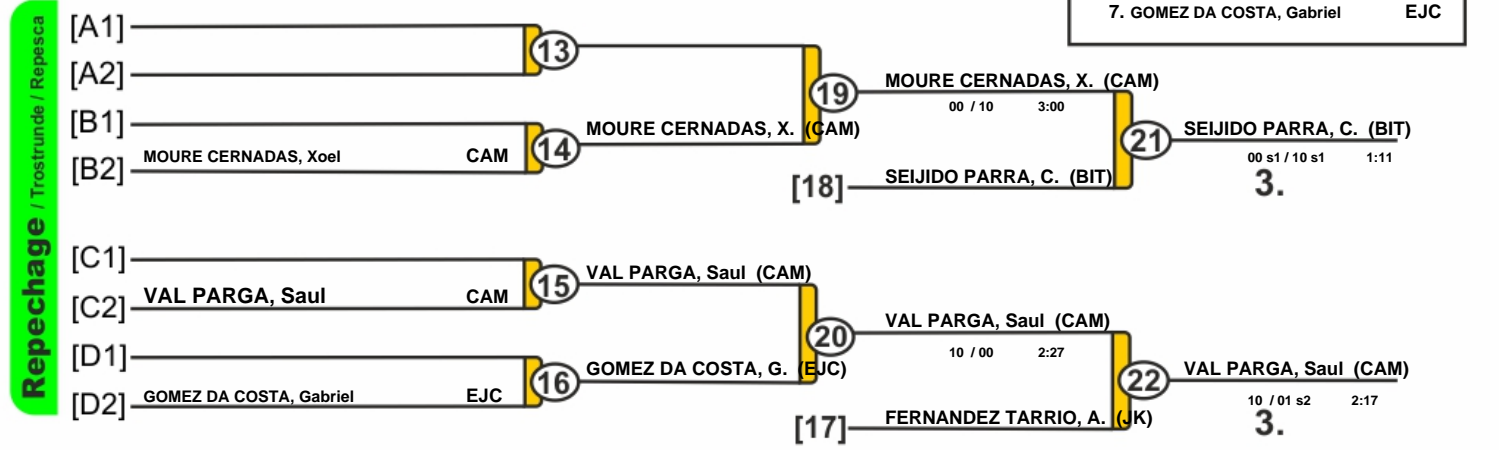 7. GOMEZ DA COSTA, Gabriel EJC
Repechage / Trostrunde / Repesca
[A1]
13
[A2]
19
MOURE CERNADAS, X. (CAM)
00 / 10 3:00
[B1]
14
MOURE CERNADAS, X. (CAM)
[B2] MOURE CERNADAS, Xoel CAM
21
SEIJIDO PARRA, C. (BIT)
00 s1 / 10 s1 1:11
3.
[18] SEIJIDO PARRA, C. (BIT)
[C1]
15
VAL PARGA, Saul (CAM)
[C2] VAL PARGA, Saul CAM
20
VAL PARGA, Saul (CAM)
10 / 00 2:27
[D1]
16
GOMEZ DA COSTA, G. (EJC)
[D2] GOMEZ DA COSTA, Gabriel EJC
22
VAL PARGA, Saul (CAM)
10 / 01 s2 2:17
3.
[17] FERNANDEZ TARRIO, A. (JK)